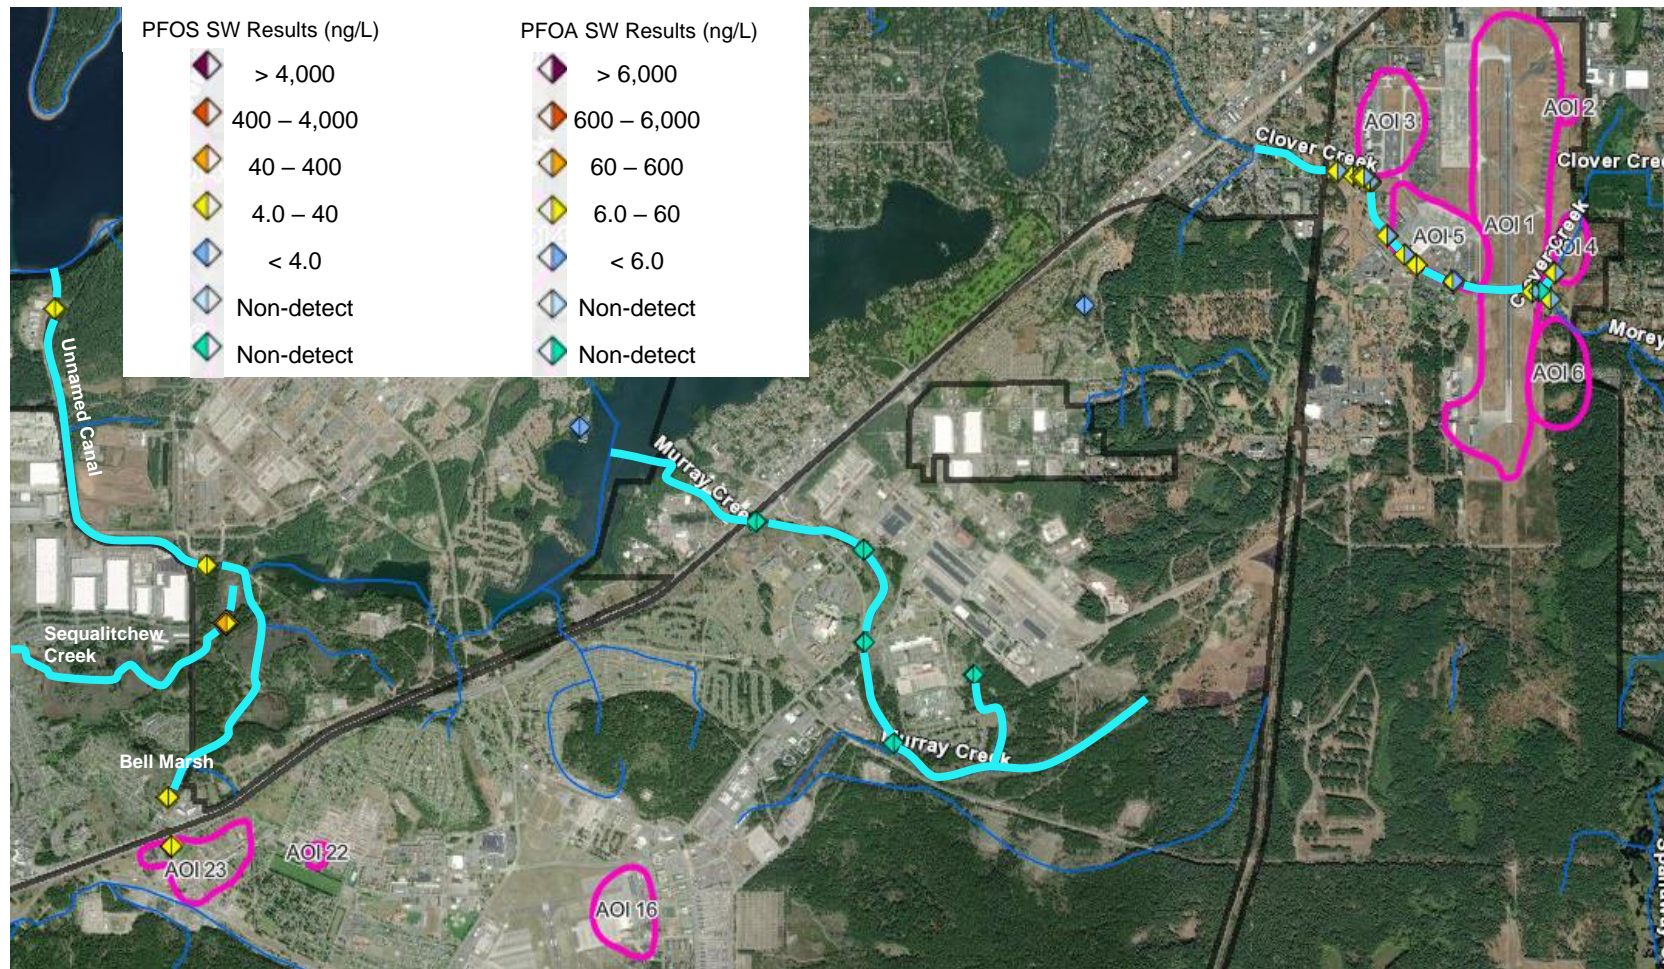 PFOS SW Results (ng/L)
> 4,000
400 – 4,000
40 – 400
4.0 – 40
< 4.0
Non-detect
Non-detect
PFOA SW Results (ng/L)
> 6,000
600 – 6,000
60 – 600
6.0 – 60
< 6.0
Non-detect
Non-detect
AOI 3
AOI 2
Clover Creek
Clover Cree
AOI 5
AOI 1
AOI 4
Clover Creek
Morey
AOI 6
Unnamed Canal
Murray Creek
Sequalitchew
Creek
Bell Marsh
Murray Creek
AOI 23
AOI 22
AOI 16
Spanaway